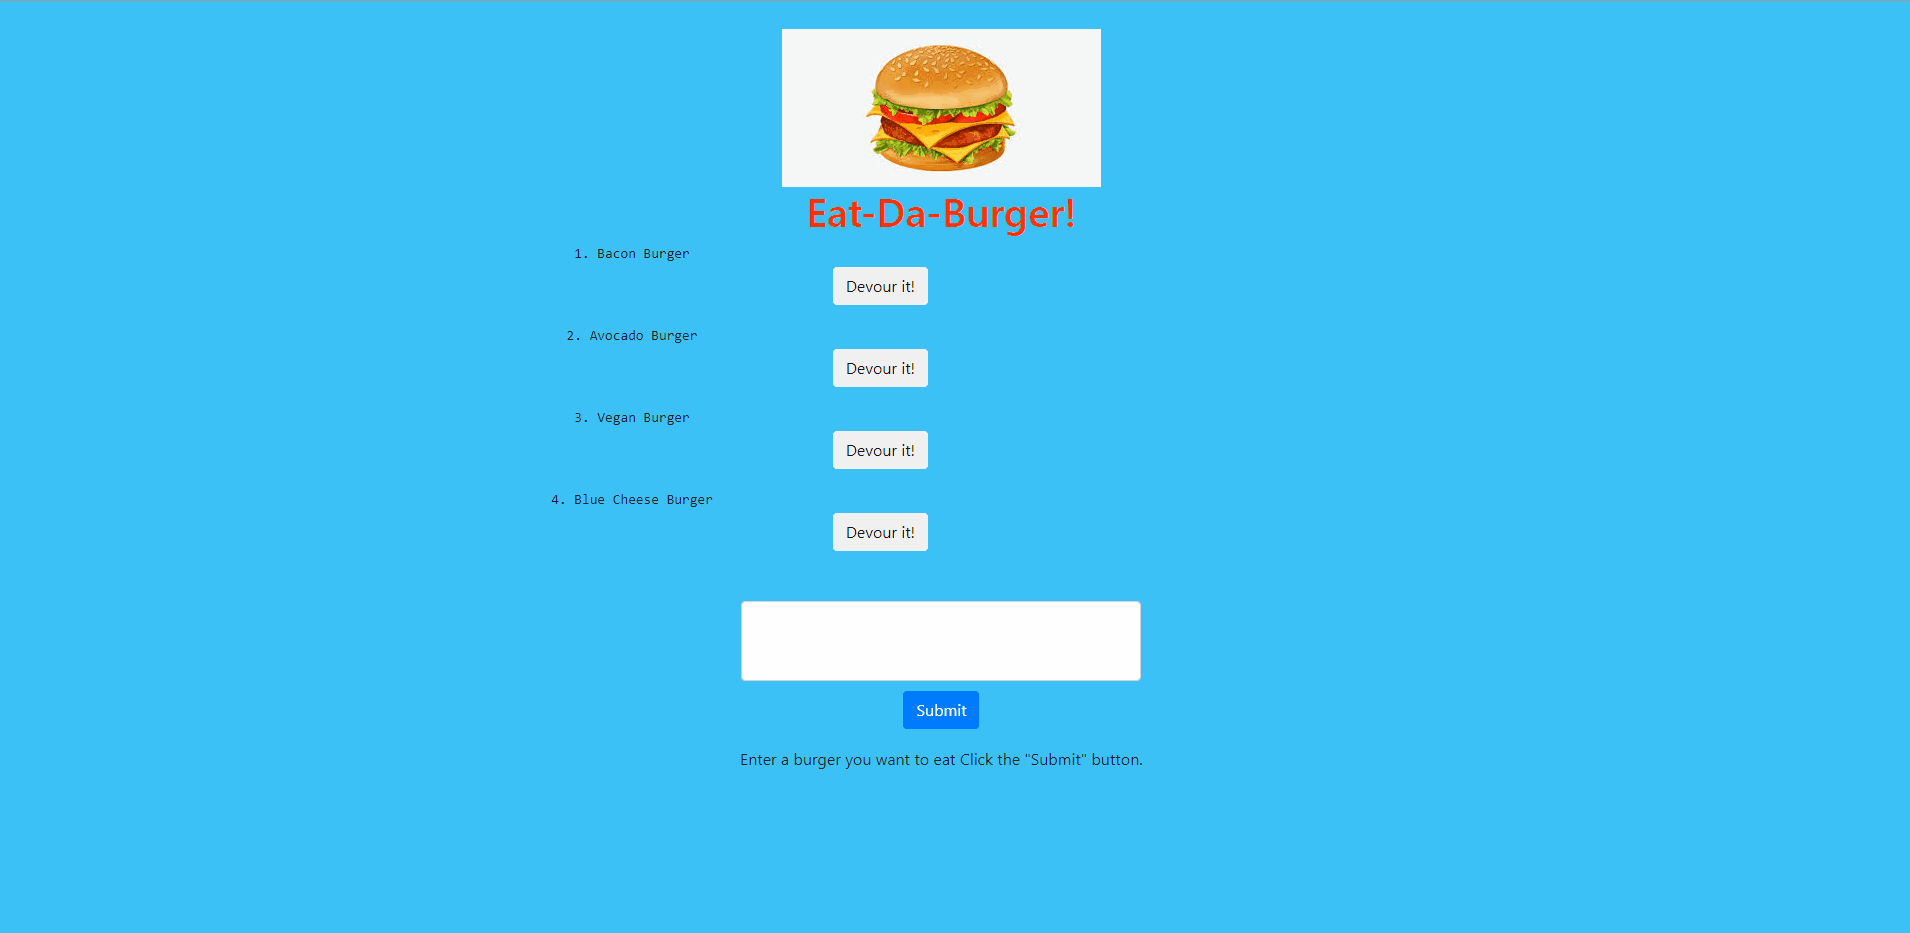 Eat-Da-Burger!
1. Bacon Burger
Devour it!
2. Avocado Burger
Devour it!
3. Vegan Burger
Devour it!
4. Blue Cheese Burger
Devour it!
Submit
Enter a burger you want to eat Click the "Submit" button.